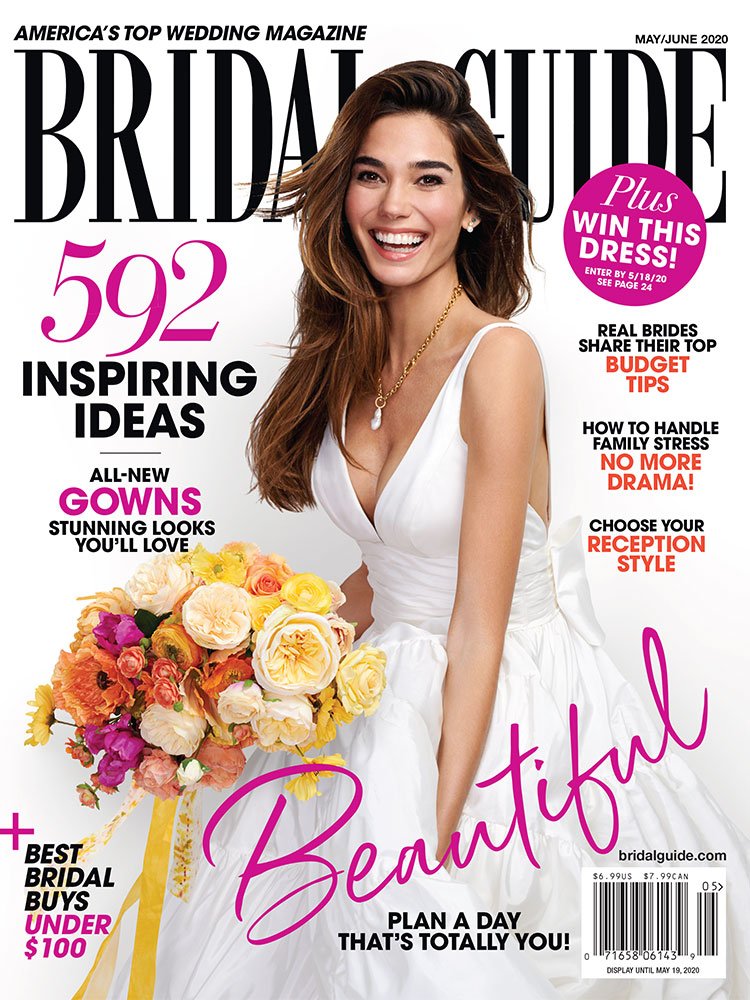 AMERICA'S TOP WEDDING MAGAZINE
MAY/JUNE 2020
BRIDAL GUIDE
Plus
WIN THIS
DRESS!
ENTER BY 5/18/20
SEE PAGE 24
592
INSPIRING
IDEAS
ALL-NEW
GOWNS
STUNNING LOOKS
YOU'LL LOVE
REAL BRIDES
SHARE THEIR TOP
BUDGET
TIPS
HOW TO HANDLE
FAMILY STRESS
NO MORE
DRAMA!
CHOOSE YOUR
RECEPTION
STYLE
Beautiful
PLAN A DAY
THAT'S TOTALLY YOU!
+
BEST
BRIDAL
BUYS
UNDER
$100
bridalguide.com
$6.99US $7.99CAN
05>
0 71658 06143 9
DISPLAY UNTIL MAY 19, 2020